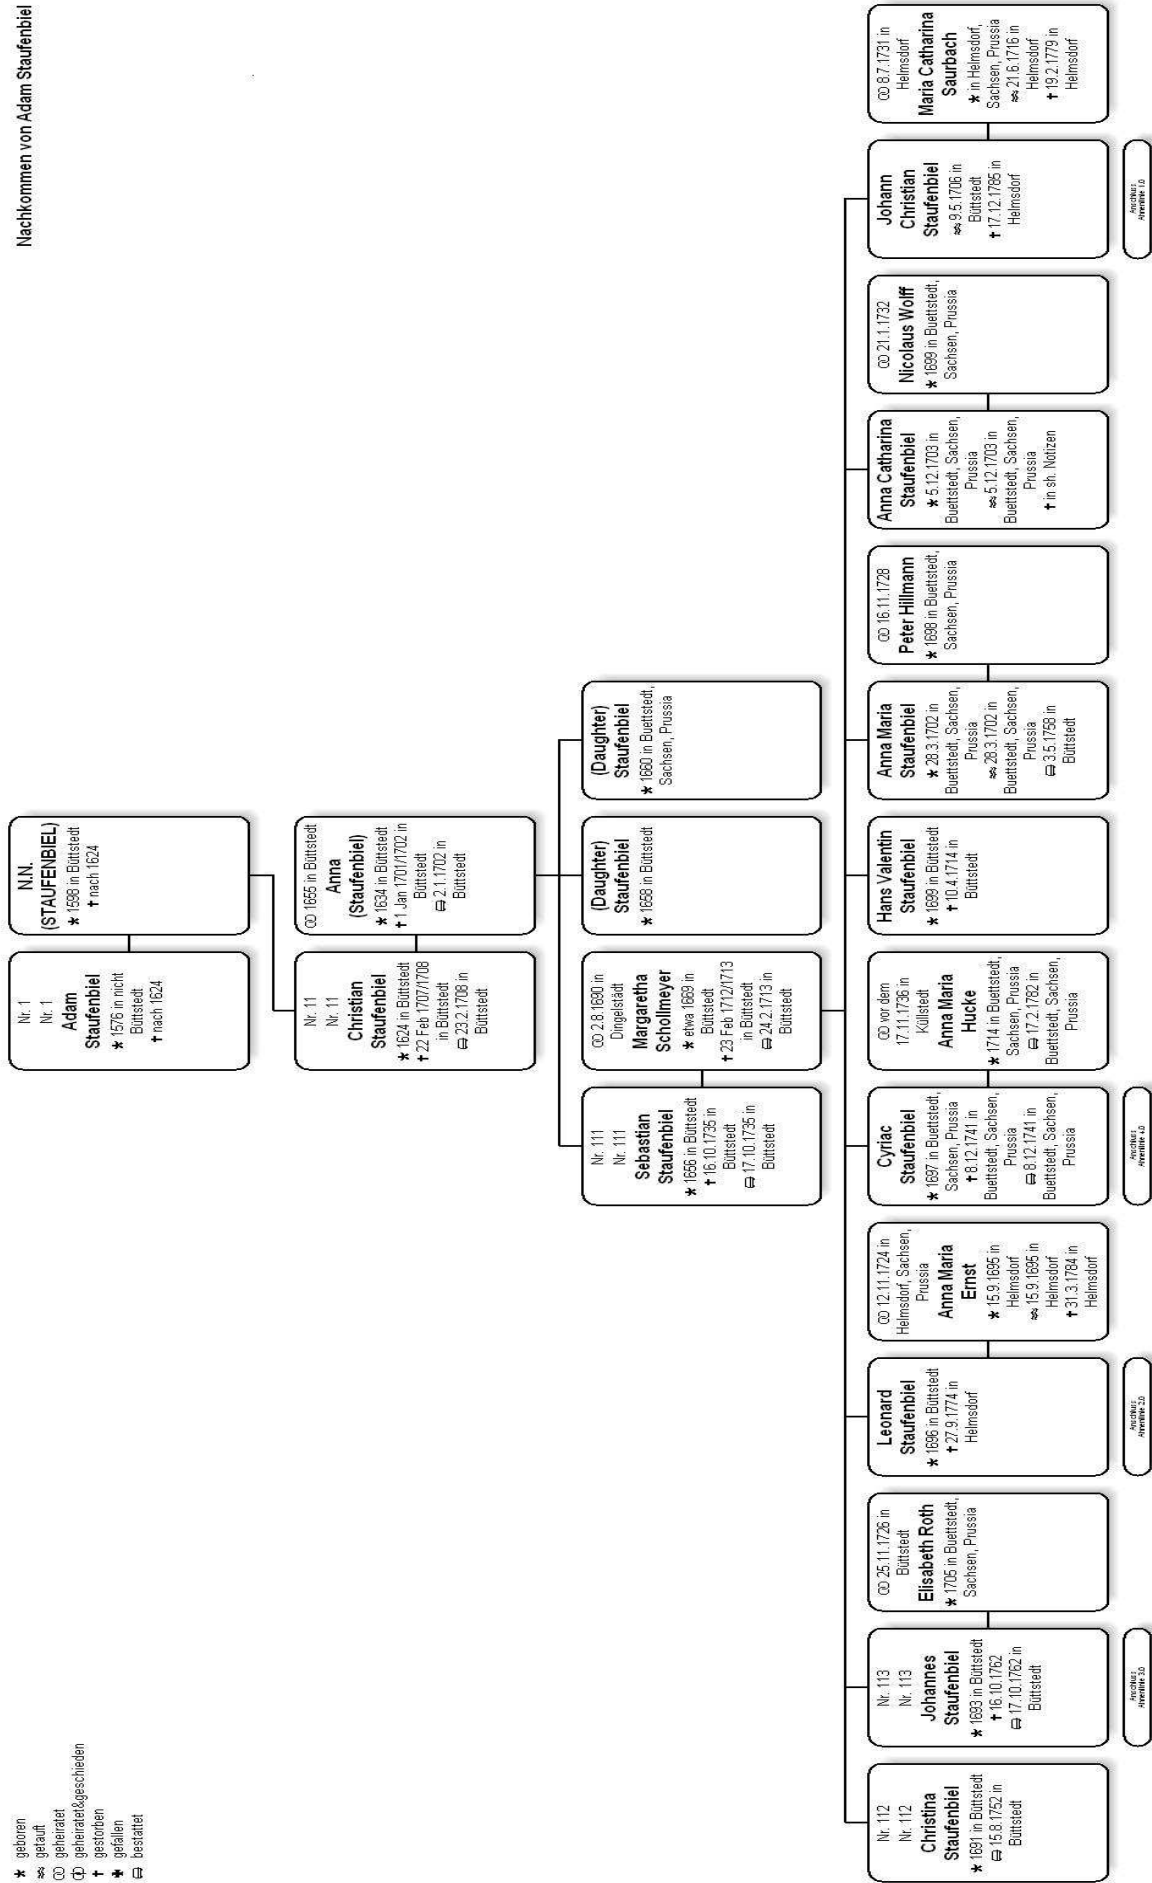 Nachkommen von Adam Staufenbiel
* geboren
≈ getauft
⚭ geheiratet
geheiratet&geschieden
† gestorben
gefallen
bestattet
Nr. 1
Nr. 1
Adam
Staufenbiel
* 1576 in nicht
Büttstedt
† nach 1624
N.N.
(STAUFENBIEL)
* 1598 in Büttstedt
† nach 1624
Nr. 11
Nr. 11
Christian
Staufenbiel
* 1624 in Büttstedt
† 22 Feb 1707/1708
in Büttstedt
23.2.1708 in
Büttstedt
⚭ 1655 in Büttstedt
Anna
(Staufenbiel)
* 1634 in Büttstedt
† 1 Jan 1701/1702 in
Büttstedt
2.1.1702 in
Büttstedt
Nr. 111
Nr. 111
Sebastian
Staufenbiel
* 1656 in Büttstedt
† 16.10.1735 in
Büttstedt
17.10.1735 in
Büttstedt
⚭ 2.8.1690 in
Dingelstädt
Margaretha
Schollmeyer
* etwa 1669 in
Büttstedt
† 23 Feb 1712/1713
in Büttstedt
24.2.1713 in
Büttstedt
(Daughter)
Staufenbiel
* 1658 in Büttstedt
(Daughter)
Staufenbiel
* 1660 in Buettstedt,
Sachsen, Prussia
Nr. 112
Nr. 112
Christina
Staufenbiel
* 1691 in Büttstedt
15.8.1752 in
Büttstedt
Nr. 113
Nr. 113
Johannes
Staufenbiel
* 1693 in Büttstedt
† 16.10.1762
17.10.1762 in
Büttstedt
⚭ 25.11.1726 in
Büttstedt
Elisabeth Roth
* 1705 in Buettstedt,
Sachsen, Prussia
Leonard
Staufenbiel
* 1696 in Büttstedt
† 27.9.1774 in
Helmsdorf
⚭ 12.11.1724 in
Helmsdorf, Sachsen,
Prussia
Anna Maria
Ernst
* 15.9.1695 in
Helmsdorf
≈ 15.9.1695 in
Helmsdorf
† 31.3.1784 in
Helmsdorf
Cyriac
Staufenbiel
* 1697 in Buettstedt,
Sachsen, Prussia
† 8.12.1741 in
Buettstedt, Sachsen,
Prussia
8.12.1741 in
Buettstedt, Sachsen,
Prussia
⚭ vor dem
17.11.1736 in
Küllstedt
Anna Maria
Hucke
* 1714 in Buettstedt,
Sachsen, Prussia
17.2.1782 in
Buettstedt, Sachsen,
Prussia
Hans Valentin
Staufenbiel
* 1699 in Büttstedt
† 10.4.1714 in
Büttstedt
Anna Maria
Staufenbiel
* 28.3.1702 in
Buettstedt, Sachsen,
Prussia
≈ 28.3.1702 in
Buettstedt, Sachsen,
Prussia
3.5.1758 in
Büttstedt
⚭ 16.11.1728
Peter Hillmann
* 1698 in Buettstedt,
Sachsen, Prussia
Anna Catharina
Staufenbiel
* 5.12.1703 in
Buettstedt, Sachsen,
Prussia
≈ 5.12.1703 in
Buettstedt, Sachsen,
Prussia
† in sh. Notizen
⚭ 21.1.1732
Nicolaus Wolff
* 1699 in Buettstedt,
Sachsen, Prussia
Johann
Christian
Staufenbiel
≈ 9.5.1706 in
Büttstedt
† 17.12.1785 in
Helmsdorf
⚭ 8.7.1731 in
Helmsdorf
Maria Catharina
Saurbach
* in Helmsdorf,
Sachsen, Prussia
≈ 21.6.1716 in
Helmsdorf
† 19.2.1779 in
Helmsdorf
Anschluss
Ahnenlinie 3.0
Anschluss
Ahnenlinie 2.0
Anschluss
Ahnenlinie 4.0
Anschluss
Ahnenlinie 1.0